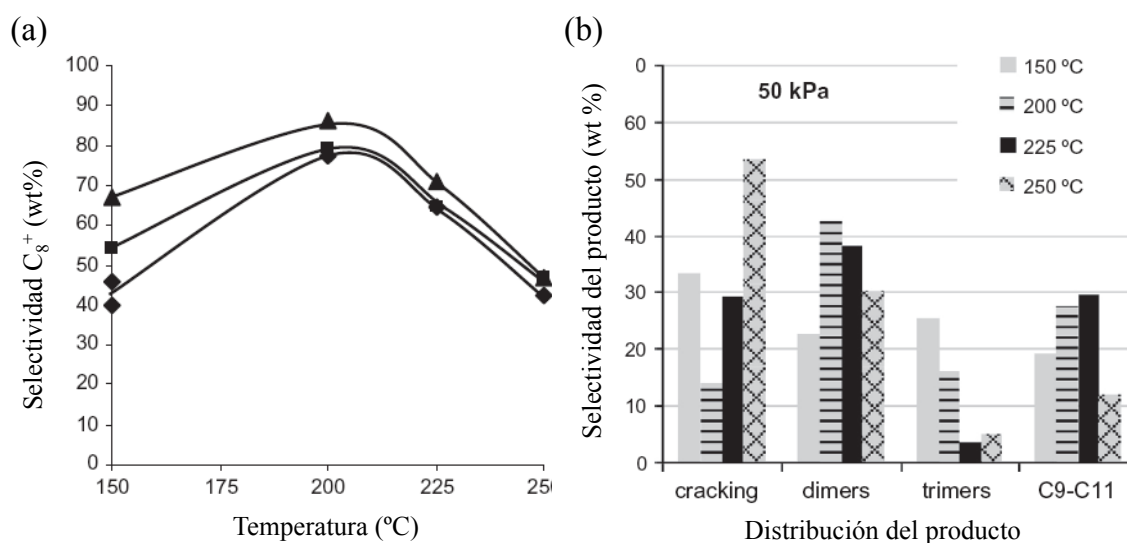 (a)
100
90
80
70
60
50
40
30
20
10
0
Selectividad C₈⁺ (wt%)
150
175
200
225
250
Temperatura (ºC)
(b)
0
60
50
40
30
20
10
0
Selectividad del producto (wt %)
50 kPa
150 ºC
200 ºC
225 ºC
250 ºC
cracking
dimers
trimers
C9-C11
Distribución del producto